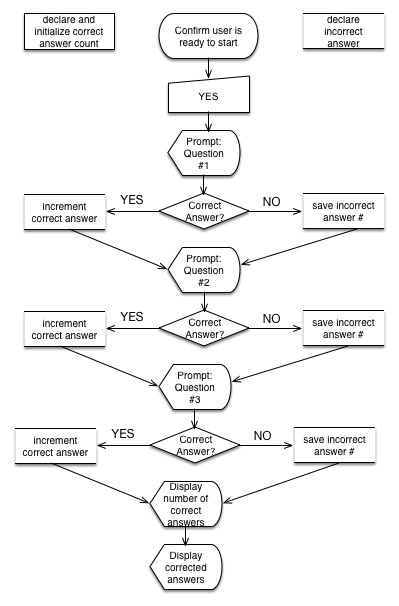 declare and
initialize correct
answer count
Confirm user is
ready to start
declare
incorrect
answer
YES
Prompt:
Question
#1
YES
NO
increment
correct answer
Correct
Answer?
save incorrect
answer #
Prompt:
Question
#2
YES
NO
increment
correct answer
Correct
Answer?
save incorrect
answer #
Prompt:
Question
#3
YES
NO
increment
correct answer
Correct
Answer?
save incorrect
answer #
Display
number of
correct
answers
Display
corrected
answers